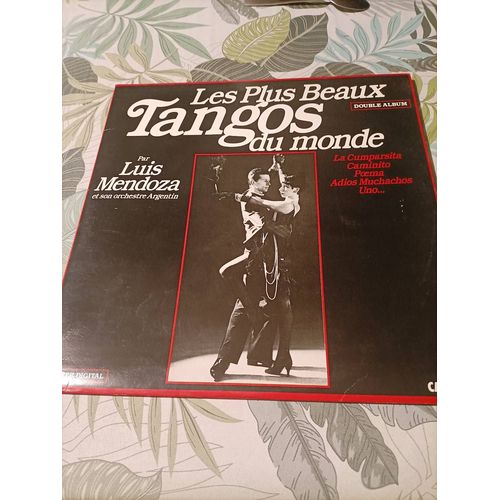 Les Plus Beaux
Tangos
DOUBLE ALBUM
du monde
Par
Luis
Mendoza
et son orchestre Argentin
La Cumparsita
Caminito
Poema
Adios Muchachos
Uno...
DIGITAL